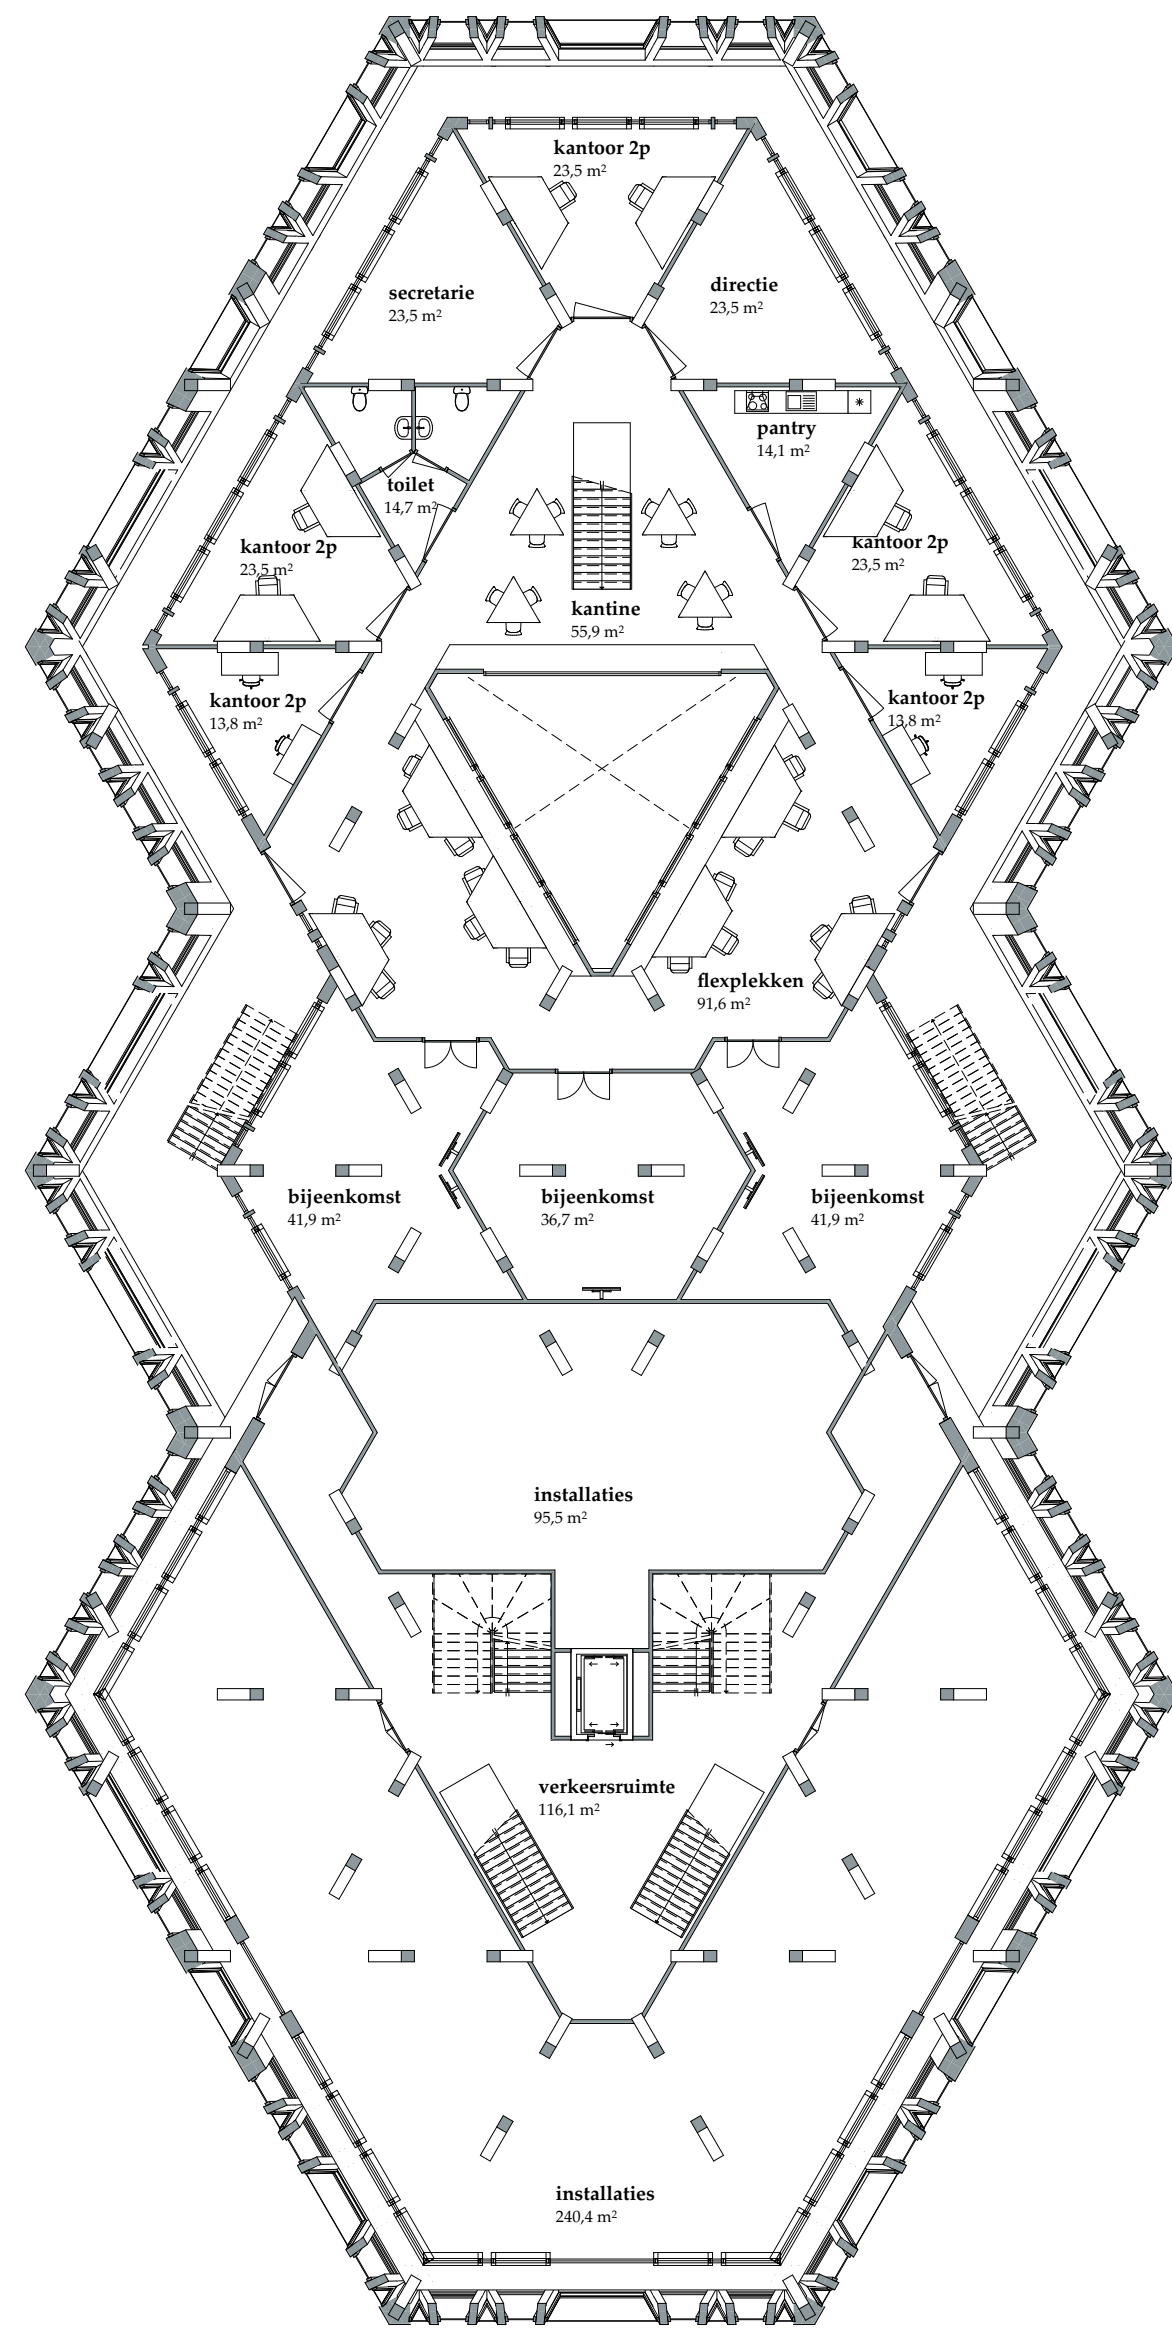 kantoor 2p
23,5 m²
secretarie
23,5 m²
directie
23,5 m²
pantry
14,1 m²
toilet
14,7 m²
kantoor 2p
23,5 m²
kantoor 2p
23,5 m²
kantine
55,9 m²
kantoor 2p
13,8 m²
kantoor 2p
13,8 m²
flexplekken
91,6 m²
bijeenkomst
41,9 m²
bijeenkomst
36,7 m²
bijeenkomst
41,9 m²
installaties
95,5 m²
verkeersruimte
116,1 m²
installaties
240,4 m²